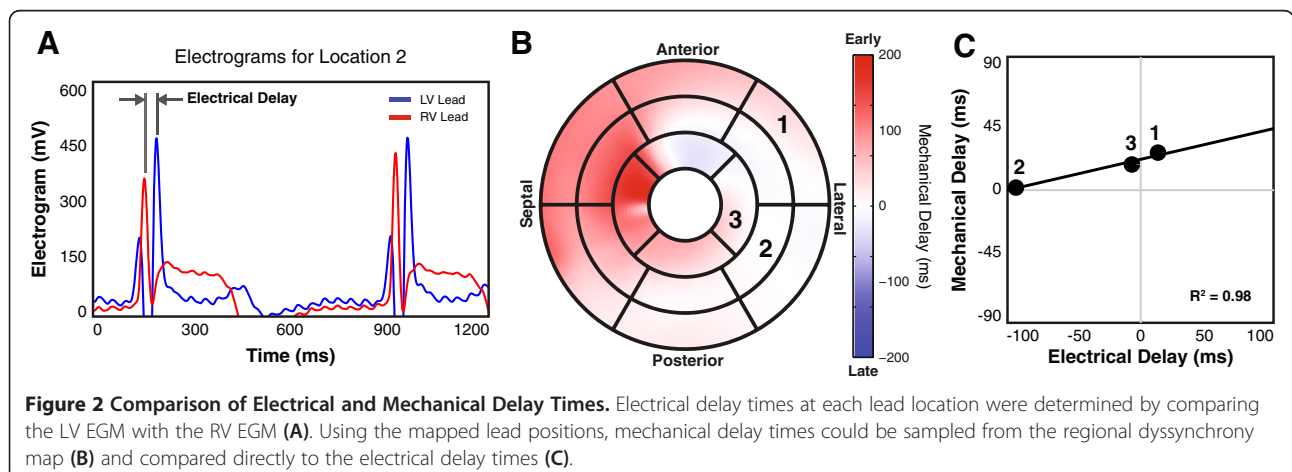 A
Electrograms for Location 2
Electrical Delay
LV Lead
RV Lead
600
450
300
150
0
Electrogram (mV)
0 300 600 900 1200
Time (ms)
B
Anterior
Septal
Lateral
Posterior
1
3
2
Early
200
100
0
−100
−200
Late
Mechanical Delay (ms)
C
90
45
0
-45
-90
Mechanical Delay (ms)
2
3
1
R² = 0.98
-100 -50 0 50 100
Electrical Delay (ms)
Figure 2 Comparison of Electrical and Mechanical Delay Times. Electrical delay times at each lead location were determined by comparing
the LV EGM with the RV EGM (A). Using the mapped lead positions, mechanical delay times could be sampled from the regional dyssynchrony
map (B) and compared directly to the electrical delay times (C).